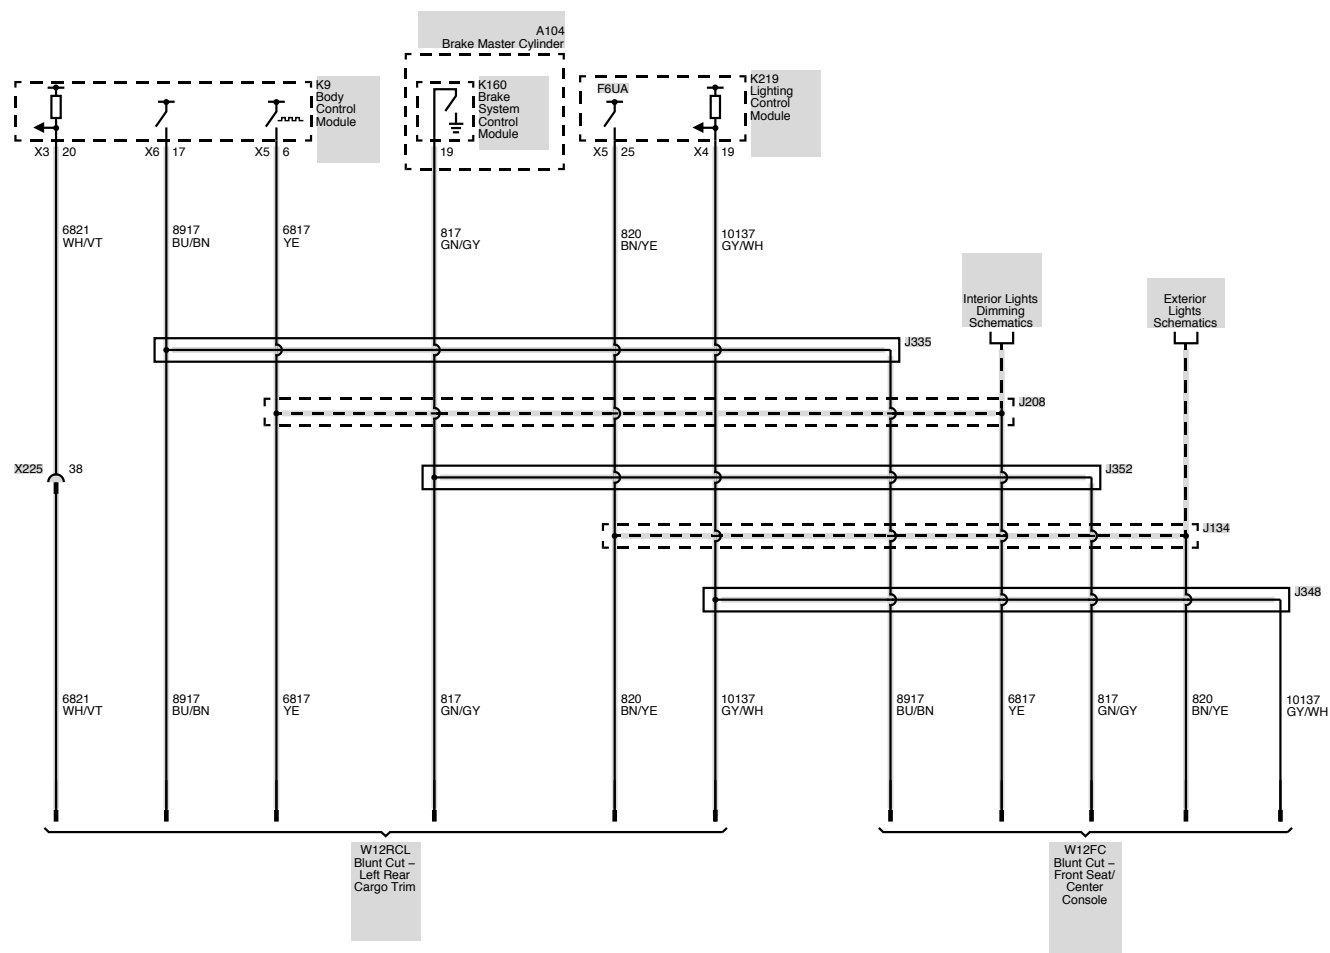 A104
Brake Master Cylinder
K9
Body
Control
Module
K160
Brake
System
Control
Module
F6UA
K219
Lighting
Control
Module
X3 20
X6 17
X5 6
19
X5 25
X4 19
6821
WH/VT
8917
BU/BN
6817
YE
817
GN/GY
820
BN/YE
10137
GY/WH
Interior Lights
Dimming
Schematics
Exterior
Lights
Schematics
J335
J208
X225 38
J352
J134
J348
6821
WH/VT
8917
BU/BN
6817
YE
817
GN/GY
820
BN/YE
10137
GY/WH
8917
BU/BN
6817
YE
817
GN/GY
820
BN/YE
10137
GY/WH
W12RCL
Blunt Cut –
Left Rear
Cargo Trim
W12FC
Blunt Cut –
Front Seat/
Center
Console